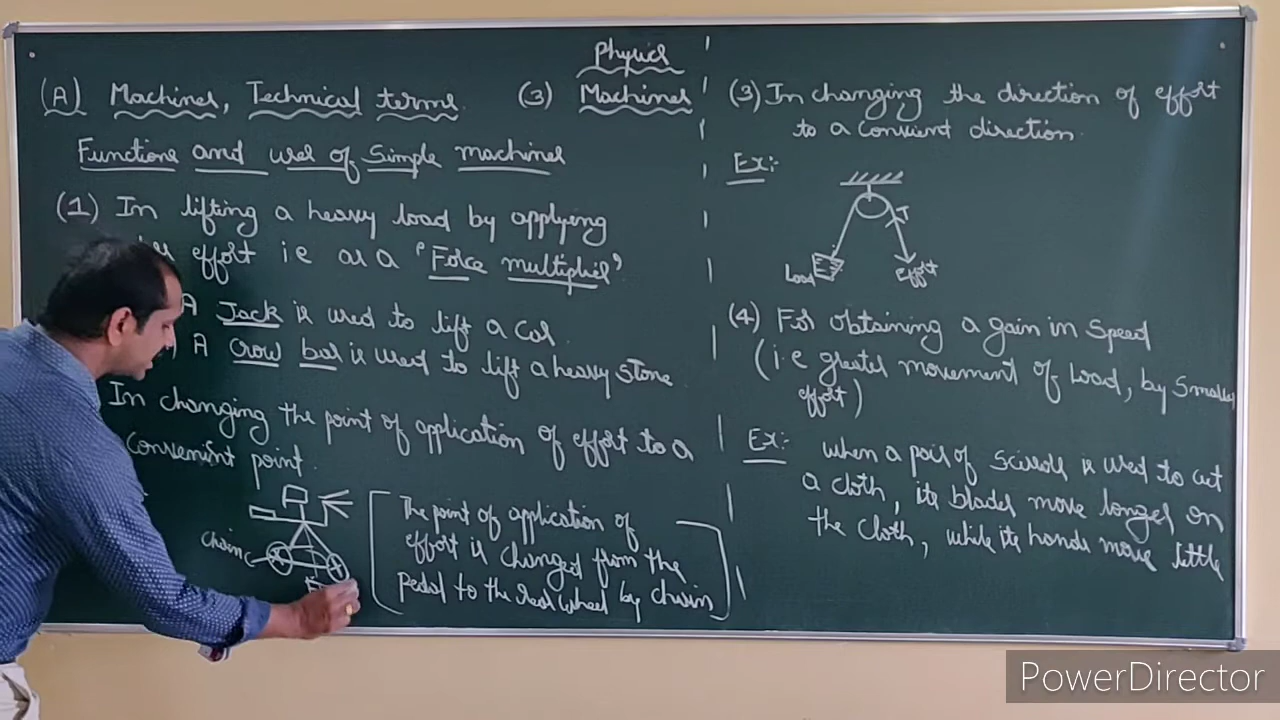 Physics
(A) Machines, Technical terms. (3) Machines
Functions and uses of Simple machines
(1) In lifting a heavy load by applying
less effort i.e as a "Force multiplier"
A Jack is used to lift a car.
) A crow bar is used to lift a heavy stone
In changing the point of application of effort to a
convenient point.
chain
[The point of application of
effort is changed from the
pedal to the rear wheel by chain]
(3) In changing the direction of effort
to a convient direction.
Ex:-
Load
Effort
(4) For obtaining a gain in Speed
(i.e greater movement of Load, by Smaller
effort)
Ex:- when a pair of scissors is used to cut
a cloth, its blades move longer on
the cloth, while its hands move little
PowerDirector